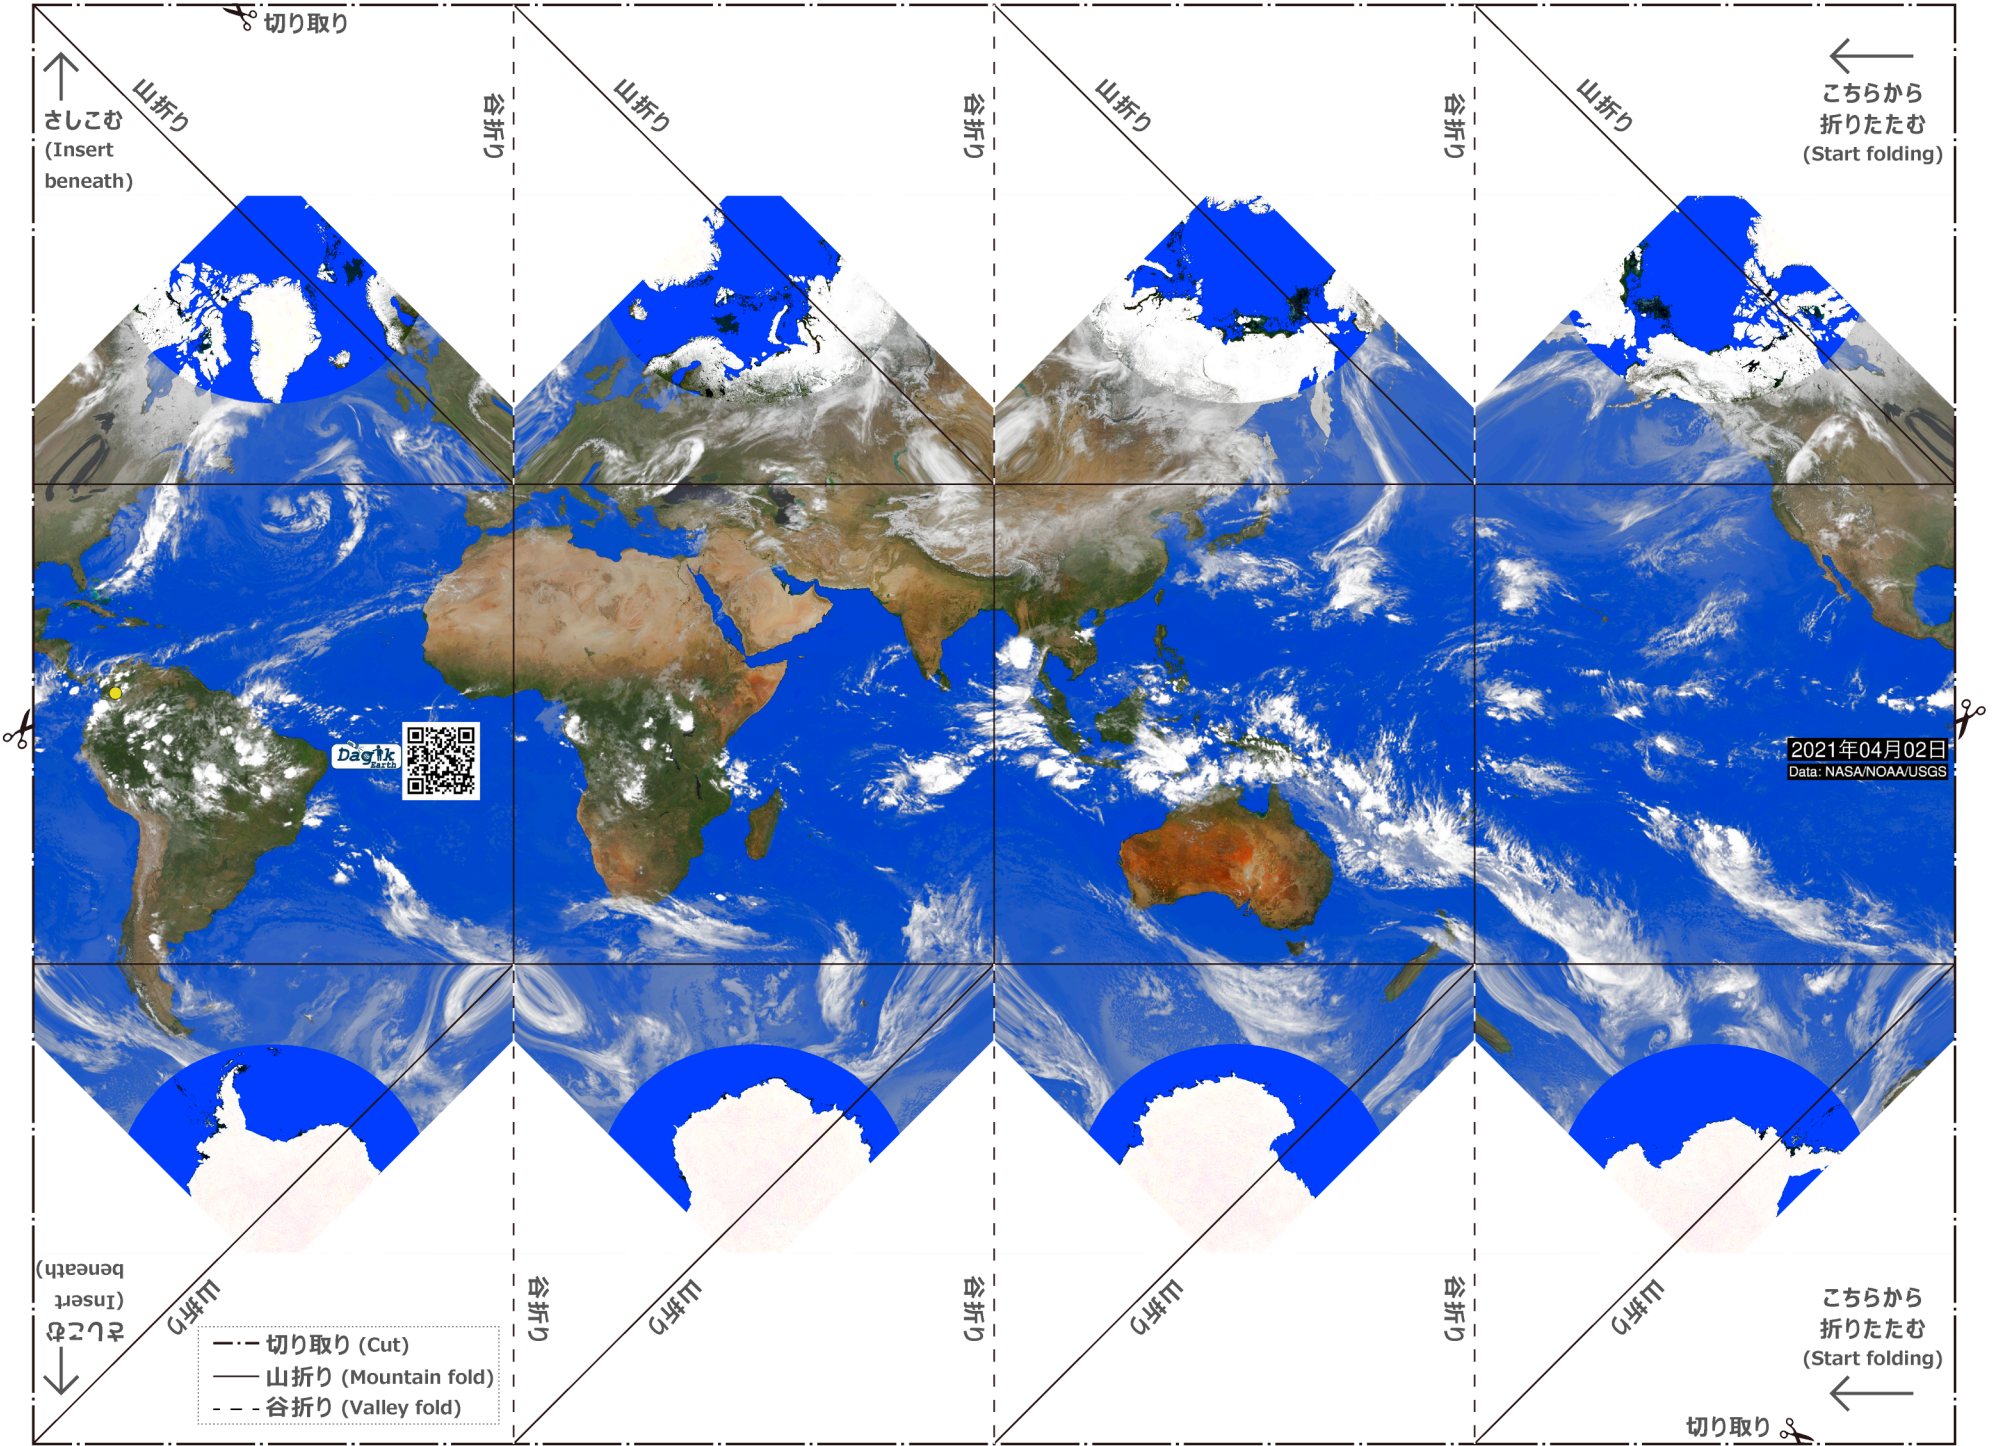 切り取り
さしこむ
(Insert
beneath)
山折り
谷折り
山折り
谷折り
山折り
谷折り
山折り
こちらから
折りたたむ
(Start folding)
Dagik
Earth
2021年04月02日
Data: NASA/NOAA/USGS
さしこむ
(Insert
beneath)
山折り
谷折り
山折り
谷折り
山折り
谷折り
山折り
こちらから
折りたたむ
(Start folding)
切り取り (Cut)
山折り (Mountain fold)
谷折り (Valley fold)
切り取り